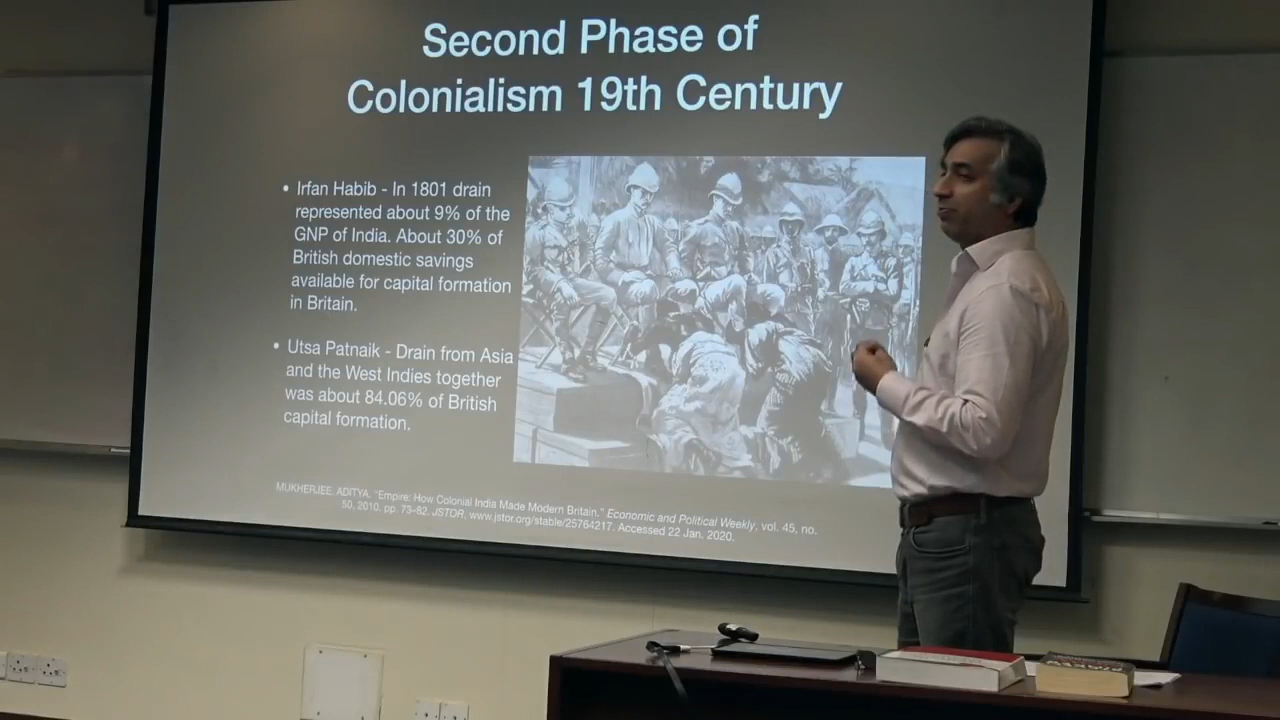 Second Phase of
Colonialism 19th Century
• Irfan Habib - In 1801 drain
represented about 9% of the
GNP of India. About 30% of
British domestic savings
available for capital formation
in Britain.
• Utsa Patnaik - Drain from Asia
and the West Indies together
was about 84.06% of British
capital formation.
MUKHERJEE, ADITYA. "Empire: How Colonial India Made Modern Britain." Economic and Political Weekly, vol. 45, no.
50, 2010, pp. 73–82. JSTOR, www.jstor.org/stable/25764217. Accessed 22 Jan. 2020.